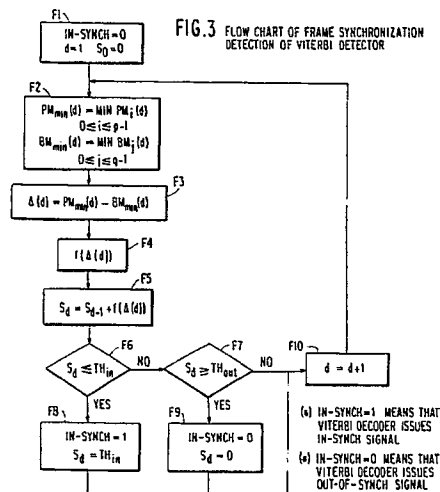 FIG.3 FLOW CHART OF FRAME SYNCHRONIZATION
DETECTION OF VITERBI DETECTOR
F1
IN-SYNCH=0
d=1 S₀=0
F2
PMmin(d)=MIN PMi(d)
0≤i≤p-1
BMmin(d)=MIN BMj(d)
0≤j≤q-1
F3
Δ(d)=PMmin(d)-BMmin(d)
F4
f(Δ(d))
F5
Sd=Sd-1+f(Δ(d))
F6
Sd≤THin
NO
YES
F7
Sd≥THout
NO
YES
F10
d=d+1
F8
IN-SYNCH=1
Sd=THin
F9
IN-SYNCH=0
Sd=0
(*) IN-SYNCH=1 MEANS THAT
VITERBI DECODER ISSUES
IN-SYNCH SIGNAL
(*) IN-SYNCH=0 MEANS THAT
VITERBI DECODER ISSUES
OUT-OF-SYNCH SIGNAL